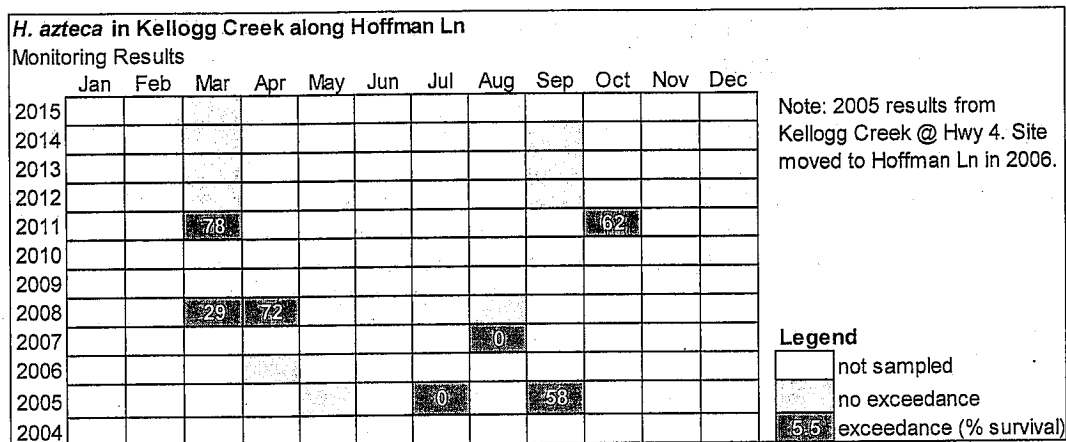 H. azteca in Kellogg Creek along Hoffman Ln
Monitoring Results
Jan Feb Mar Apr May Jun Jul Aug Sep Oct Nov Dec
2015
2014
2013
2012
2011 78 62
2010
2009
2008 29 72
2007 0
2006
2005 0 58
2004
Note: 2005 results from
Kellogg Creek @ Hwy 4. Site
moved to Hoffman Ln in 2006.
Legend
not sampled
no exceedance
55 exceedance (% survival)